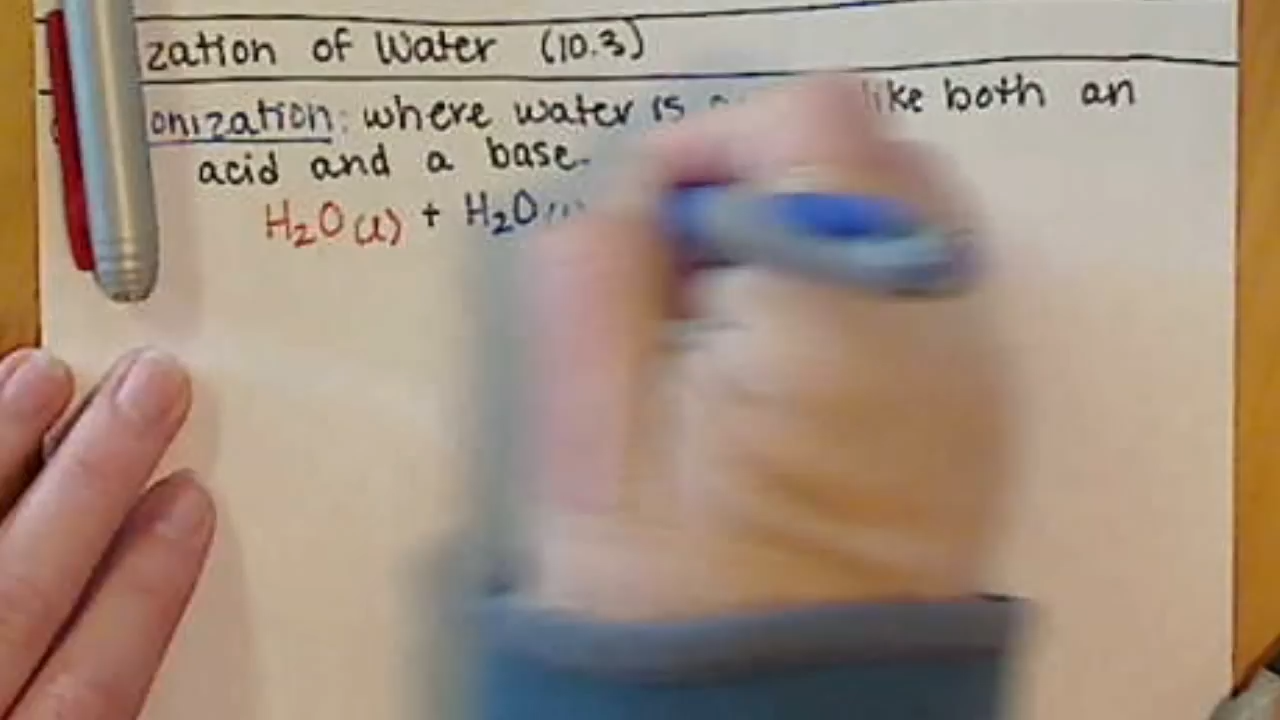 zation of Water (10.3)
onization: where water is like both an
acid and a base.
H₂O(l) + H₂O(l)